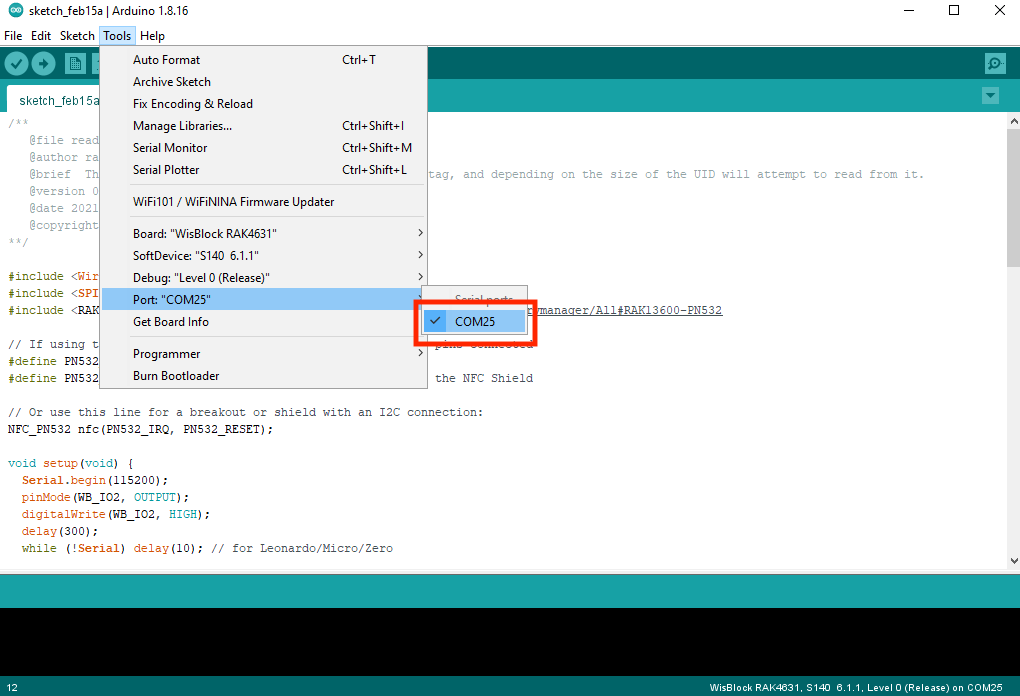 sketch_feb15a | Arduino 1.8.16
File Edit Sketch Tools Help
sketch_feb15a
Auto Format Ctrl+T
Archive Sketch
Fix Encoding & Reload
Manage Libraries... Ctrl+Shift+I
Serial Monitor Ctrl+Shift+M
Serial Plotter Ctrl+Shift+L
WiFi101 / WiFiNINA Firmware Updater
Board: "WisBlock RAK4631"
SoftDevice: "S140 6.1.1"
Debug: "Level 0 (Release)"
Port: "COM25"
Get Board Info
Programmer
Burn Bootloader
Serial ports
COM25
/**
@file read
@author ra
@brief Th tag, and depending on the size of the UID will attempt to read from it.
@version 0
@date 2021
@copyright
**/
#include <Wir
#include <SPI
#include <RAK ymanager/All#RAK13600-PN532
// If using t pins connected
#define PN532
#define PN532 the NFC Shield
// Or use this line for a breakout or shield with an I2C connection:
NFC_PN532 nfc(PN532_IRQ, PN532_RESET);
void setup(void) {
Serial.begin(115200);
pinMode(WB_IO2, OUTPUT);
digitalWrite(WB_IO2, HIGH);
delay(300);
while (!Serial) delay(10); // for Leonardo/Micro/Zero
12 WisBlock RAK4631, S140 6.1.1, Level 0 (Release) on COM25